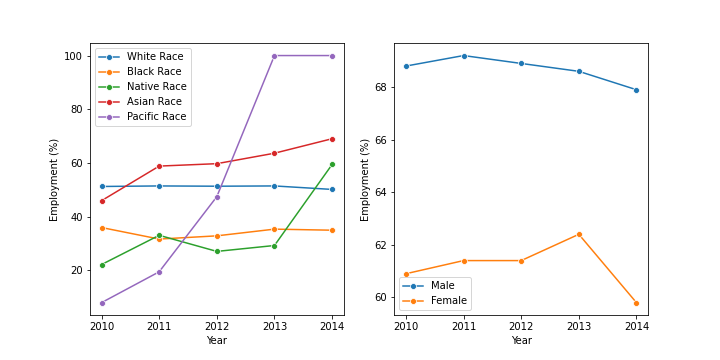 White Race
Black Race
Native Race
Asian Race
Pacific Race
100
80
60
40
20
Employment (%)
2010 2011 2012 2013 2014
Year
68
66
64
62
60
Employment (%)
Male
Female
2010 2011 2012 2013 2014
Year